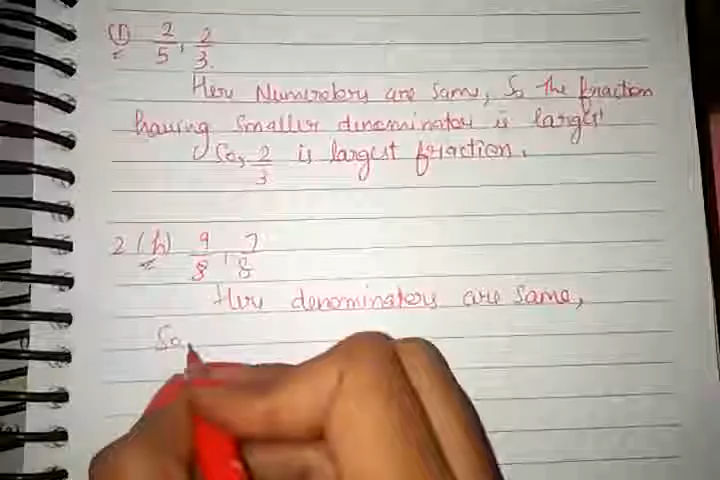 (f) 2/5, 2/3.
Here Numerators are same, So the fraction
having smaller denominator is largest
So, 2/3 is largest fraction.
2 (h) 9/8, 7/8
Here denominators are same,
So